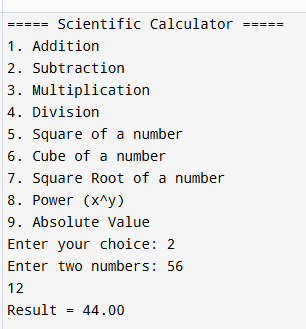 ===== Scientific Calculator =====
1. Addition
2. Subtraction
3. Multiplication
4. Division
5. Square of a number
6. Cube of a number
7. Square Root of a number
8. Power (x^y)
9. Absolute Value
Enter your choice: 2
Enter two numbers: 56
12
Result = 44.00